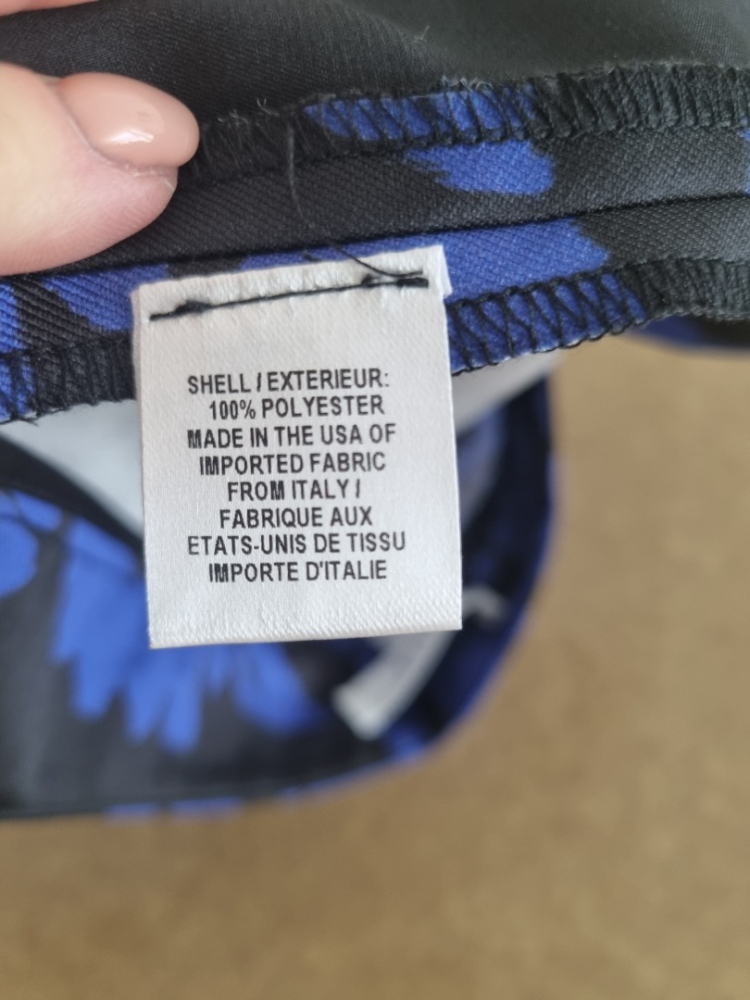 SHELL / EXTERIEUR:
100% POLYESTER
MADE IN THE USA OF
IMPORTED FABRIC
FROM ITALY /
FABRIQUE AUX
ETATS-UNIS DE TISSU
IMPORTE D'ITALIE